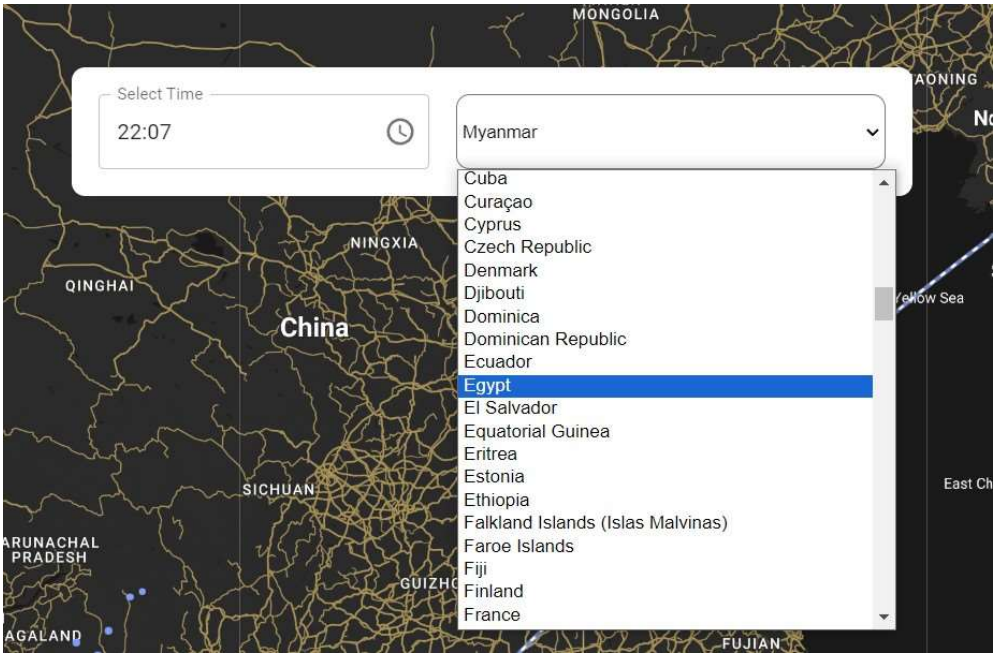 MONGOLIA
AONING
Select Time
22:07
Myanmar
Cuba
Curaçao
Cyprus
Czech Republic
Denmark
Djibouti
Dominica
Dominican Republic
Ecuador
Egypt
El Salvador
Equatorial Guinea
Eritrea
Estonia
Ethiopia
Falkland Islands (Islas Malvinas)
Faroe Islands
Fiji
Finland
France
NINGXIA
QINGHAI
China
Yellow Sea
SICHUAN
East Ch
ARUNACHAL
PRADESH
GUIZHO
AGALAND
FUJIAN
No